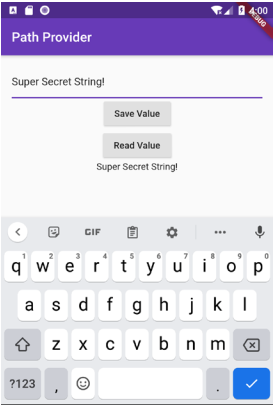 4:00
DEBUG
Path Provider
Super Secret String!
Save Value
Read Value
Super Secret String!
GIF
q 1 w 2 e 3 r 4 t 5 y 6 u 7 i 8 o 9 p 0
a s d f g h j k l
z x c v b n m
?123 , .